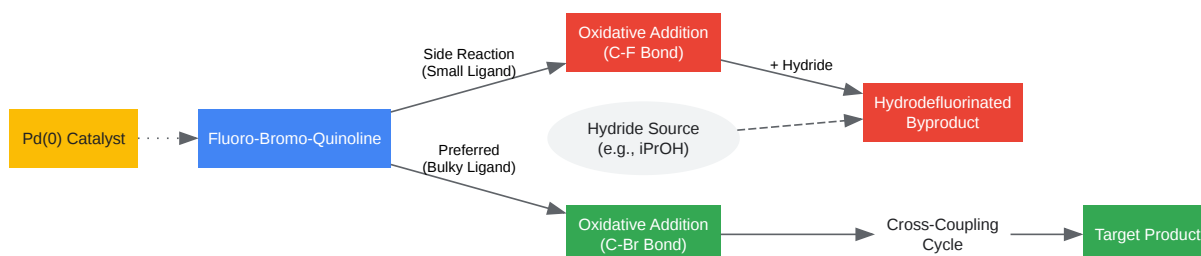 Pd(0) Catalyst
Fluoro-Bromo-Quinoline
Side Reaction
(Small Ligand)
Preferred
(Bulky Ligand)
Oxidative Addition
(C-F Bond)
+ Hydride
Hydride Source
(e.g., iPrOH)
Hydrodefluorinated
Byproduct
Oxidative Addition
(C-Br Bond)
Cross-Coupling
Cycle
Target Product